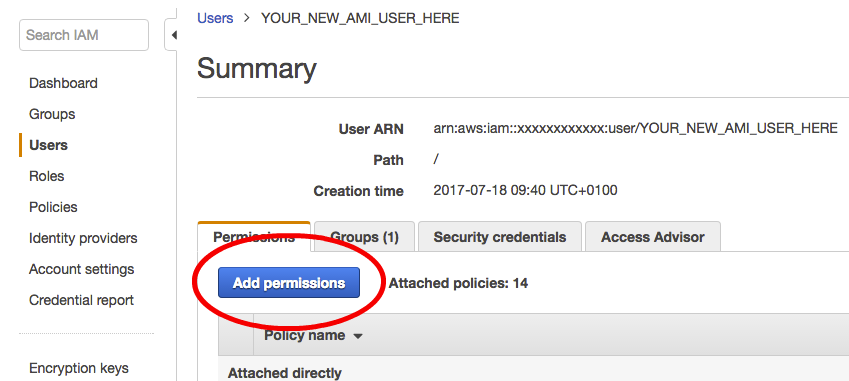 Search IAM
Dashboard
Groups
Users
Roles
Policies
Identity providers
Account settings
Credential report
Encryption keys
Users > YOUR_NEW_AMI_USER_HERE
Summary
User ARN arn:aws:iam::xxxxxxxxxxxx:user/YOUR_NEW_AMI_USER_HERE
Path /
Creation time 2017-07-18 09:40 UTC+0100
Permissions Groups (1) Security credentials Access Advisor
Add permissions Attached policies: 14
Policy name
Attached directly